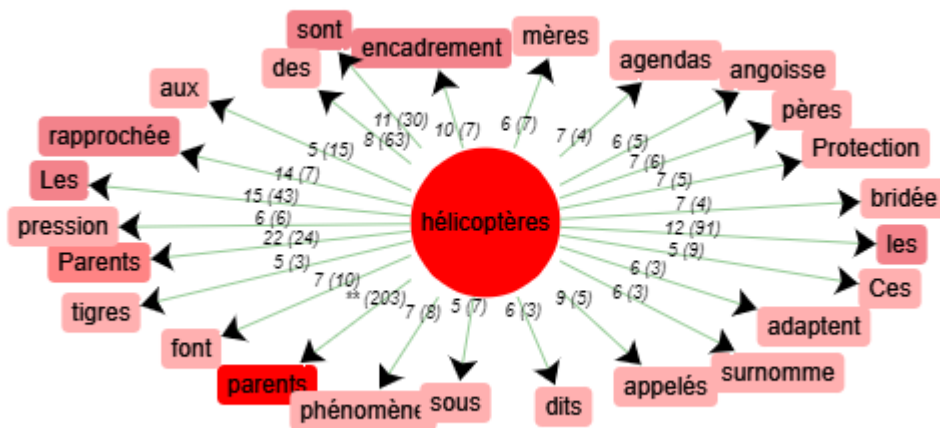 sont
encadrement
mères
des
agendas
angoisse
aux
pères
rapprochée
Protection
Les
bridée
pression
les
Parents
Ces
tigres
adaptent
font
surnomme
parents
appelés
phénomène
sous
dits
hélicoptères
11 (30)
10 (7)
6 (7)
8 (63)
7 (4)
6 (5)
5 (15)
7 (6)
14 (7)
7 (5)
15 (43)
7 (4)
6 (6)
12 (91)
22 (24)
5 (9)
5 (3)
6 (3)
7 (10)
6 (3)
** (203)
9 (5)
7 (8)
5 (7)
6 (3)